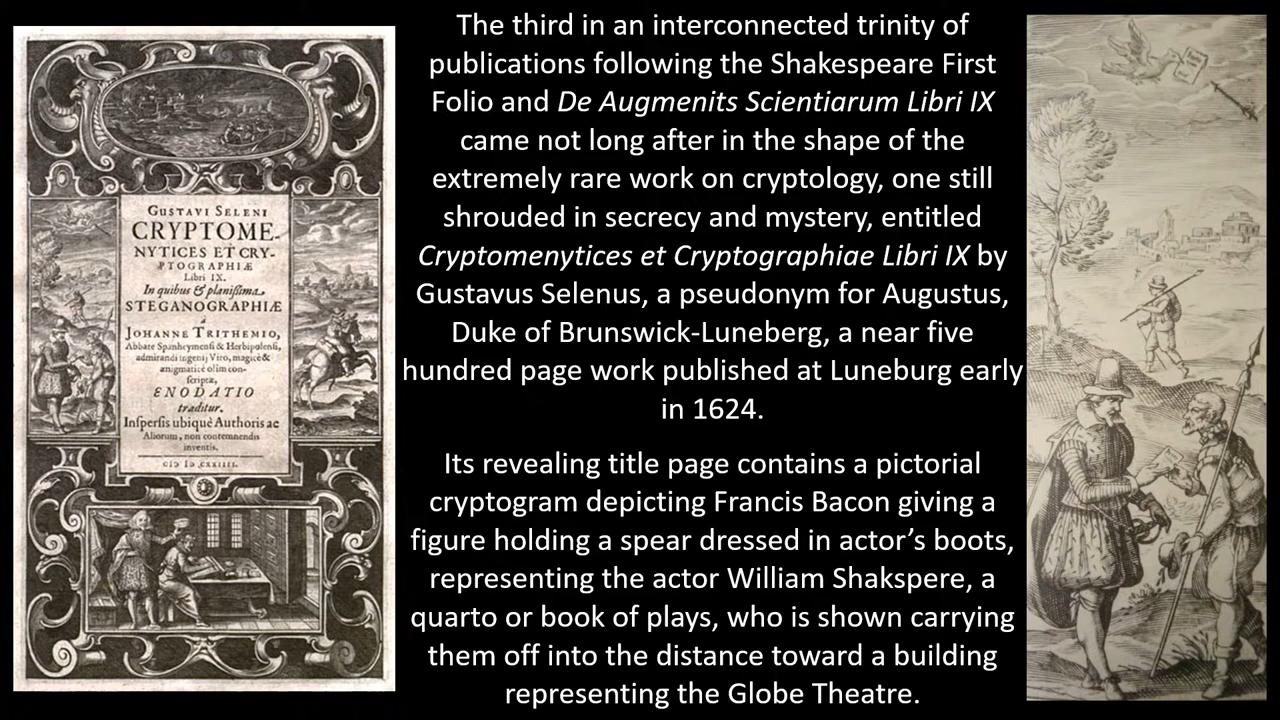 GUSTAVI SELENI
CRYPTOME-
NYTICES ET CRY-
PTOGRAPHIÆ
Libri IX.
In quibus & planißima
STEGANOGRAPHIÆ
à
JOHANNE TRITHEMIO,
Abbate Spanheymensi & Herbipolensi,
admirandi ingenij Viro, magicè &
ænigmaticè olim con-
scriptæ,
ENODATIO
traditur.
Inspersis ubiquè Authoris ac
Aliorum, non contemnendis
inventis.
The third in an interconnected trinity of
publications following the Shakespeare First
Folio and De Augmenits Scientiarum Libri IX
came not long after in the shape of the
extremely rare work on cryptology, one still
shrouded in secrecy and mystery, entitled
Cryptomenytices et Cryptographiae Libri IX by
Gustavus Selenus, a pseudonym for Augustus,
Duke of Brunswick-Luneberg, a near five
hundred page work published at Luneburg early
in 1624.
Its revealing title page contains a pictorial
cryptogram depicting Francis Bacon giving a
figure holding a spear dressed in actor’s boots,
representing the actor William Shakspere, a
quarto or book of plays, who is shown carrying
them off into the distance toward a building
representing the Globe Theatre.